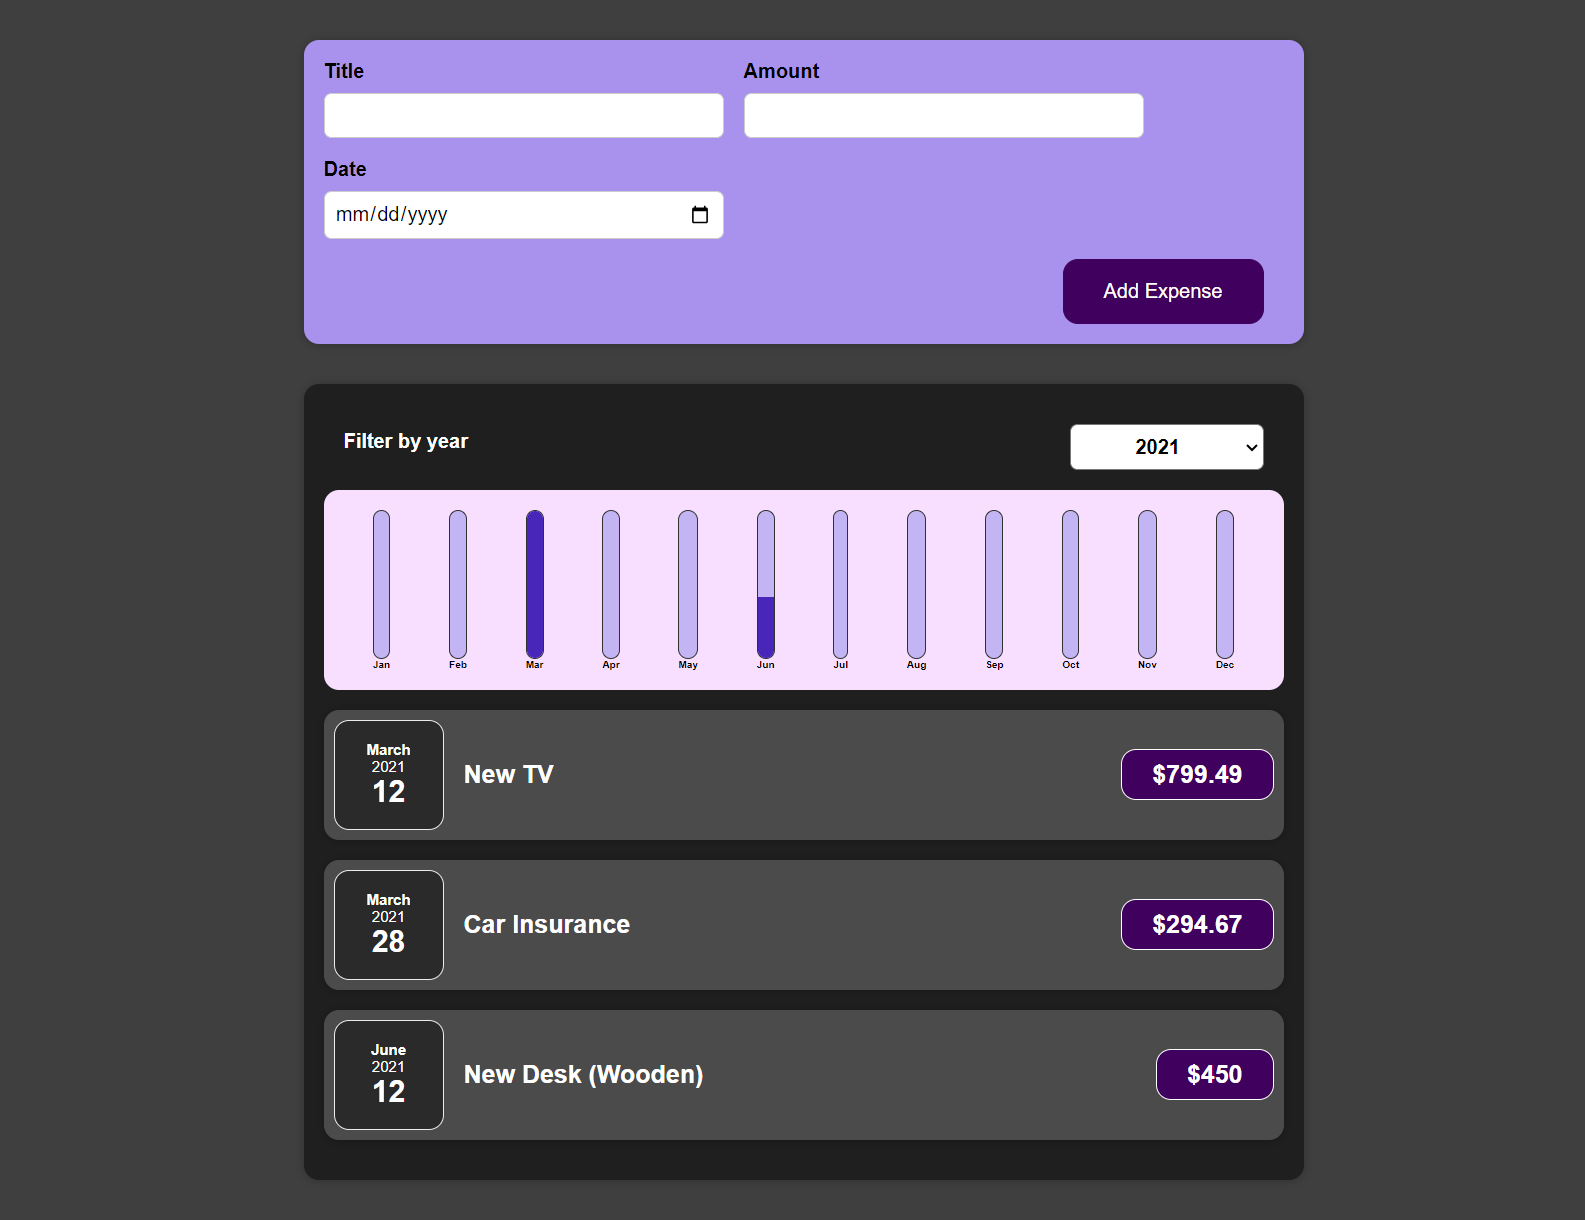 Title Amount
Date
mm/dd/yyyy
Add Expense
Filter by year 2021
Jan Feb Mar Apr May Jun Jul Aug Sep Oct Nov Dec
March
2021
12
New TV
$799.49
March
2021
28
Car Insurance
$294.67
June
2021
12
New Desk (Wooden)
$450